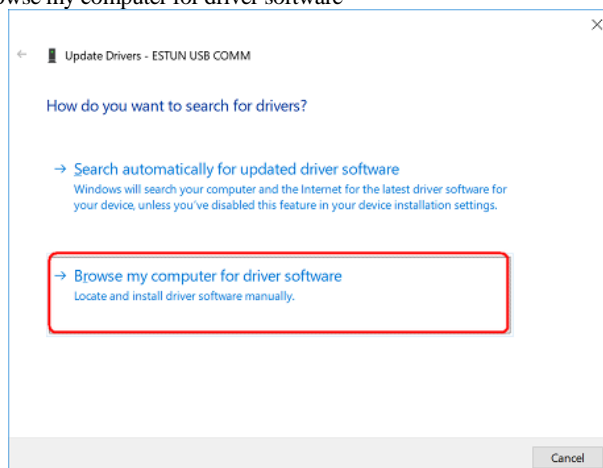 my computer for driver software
Update Drivers - ESTUN USB COMM
How do you want to search for drivers?
→ Search automatically for updated driver software
Windows will search your computer and the Internet for the latest driver software for
your device, unless you've disabled this feature in your device installation settings.
→ Browse my computer for driver software
Locate and install driver software manually.
Cancel